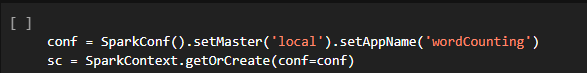 [ ]
conf = SparkConf().setMaster('local').setAppName('wordCounting')
sc = SparkContext.getOrCreate(conf=conf)